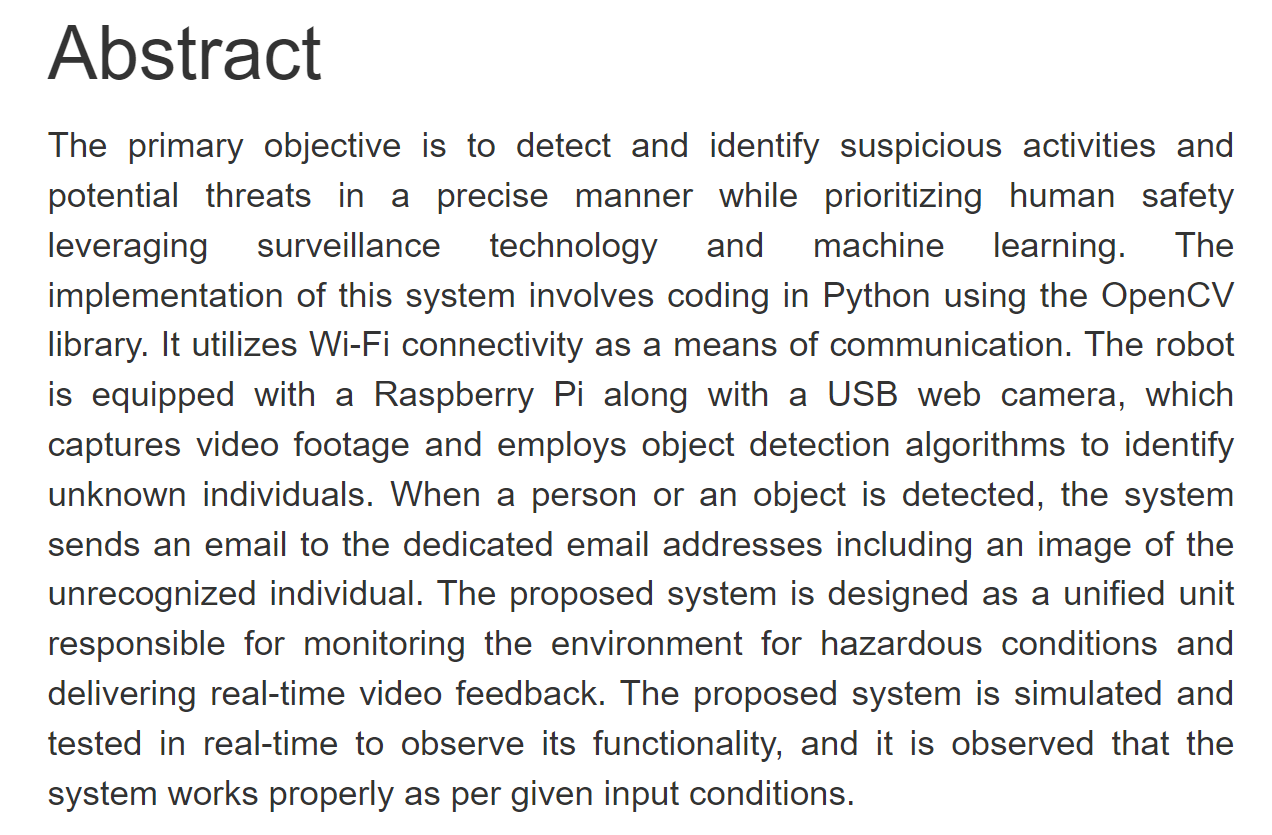 Abstract
The primary objective is to detect and identify suspicious activities and
potential threats in a precise manner while prioritizing human safety
leveraging surveillance technology and machine learning. The
implementation of this system involves coding in Python using the OpenCV
library. It utilizes Wi-Fi connectivity as a means of communication. The robot
is equipped with a Raspberry Pi along with a USB web camera, which
captures video footage and employs object detection algorithms to identify
unknown individuals. When a person or an object is detected, the system
sends an email to the dedicated email addresses including an image of the
unrecognized individual. The proposed system is designed as a unified unit
responsible for monitoring the environment for hazardous conditions and
delivering real-time video feedback. The proposed system is simulated and
tested in real-time to observe its functionality, and it is observed that the
system works properly as per given input conditions.